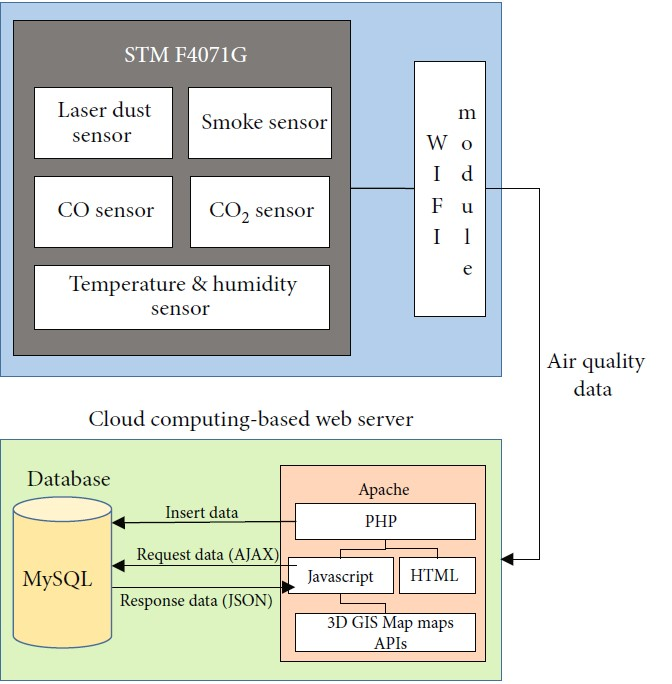 STM F4071G
Laser dust
sensor
Smoke sensor
CO sensor
CO₂ sensor
Temperature & humidity
sensor
WIFI
module
Air quality
data
Cloud computing-based web server
Database
MySQL
Insert data
Request data (AJAX)
Response data (JSON)
Apache
PHP
Javascript
HTML
3D GIS Map maps
APIs